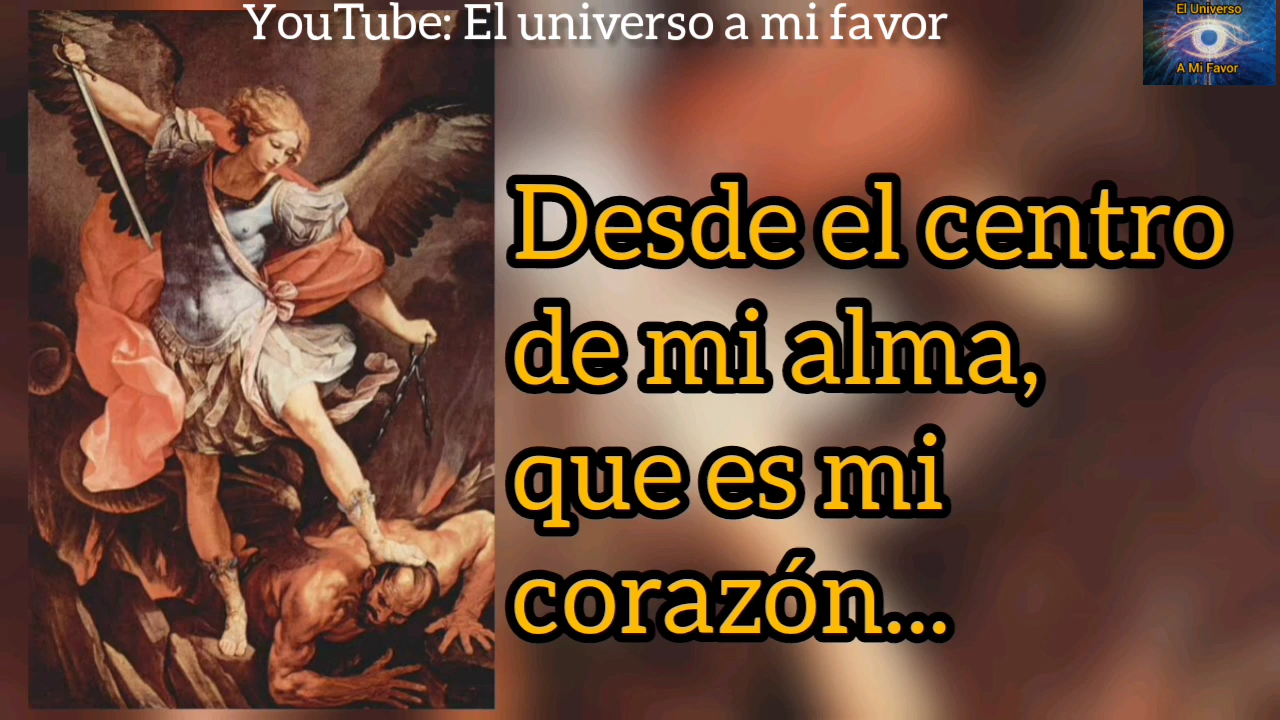 YouTube: El universo a mi favor
El Universo
A Mi Favor
Desde el centro
de mi alma,
que es mi
corazón...